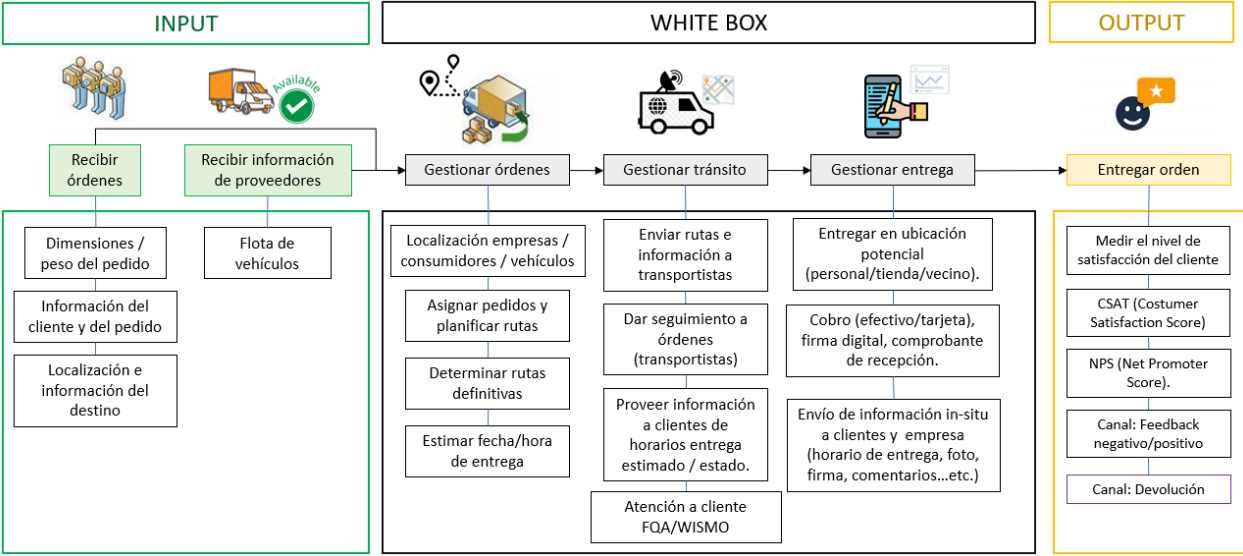 INPUT
WHITE BOX
OUTPUT
Available
Recibir
órdenes
Recibir información
de proveedores
Gestionar órdenes
Gestionar tránsito
Gestionar entrega
Entregar orden
Dimensiones /
peso del pedido
Información del
cliente y del pedido
Localización e
información del
destino
Flota de
vehículos
Localización empresas /
consumidores / vehículos
Asignar pedidos y
planificar rutas
Determinar rutas
definitivas
Estimar fecha/hora
de entrega
Enviar rutas e
información a
transportistas
Dar seguimiento a
órdenes
(transportistas)
Proveer información
a clientes de
horarios entrega
estimado / estado.
Atención a cliente
FQA/WISMO
Entregar en ubicación
potencial
(personal/tienda/vecino).
Cobro (efectivo/tarjeta),
firma digital, comprobante
de recepción.
Envío de información in-situ
a clientes y empresa
(horario de entrega, foto,
firma, comentarios…etc.)
Medir el nivel de
satisfacción del cliente
CSAT (Costumer
Satisfaction Score)
NPS (Net Promoter
Score).
Canal: Feedback
negativo/positivo
Canal: Devolución